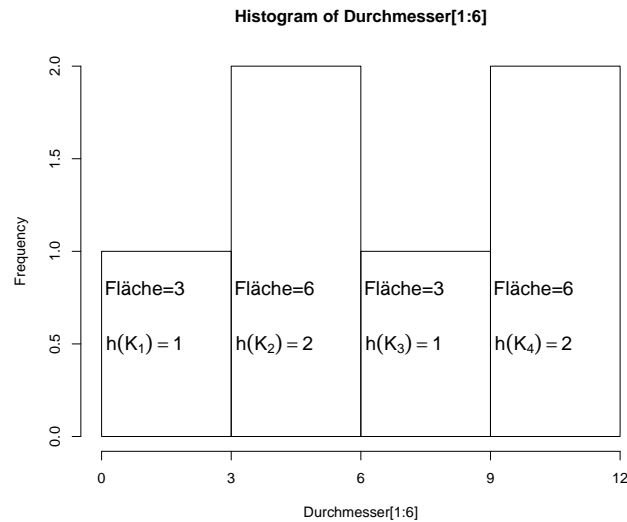 Histogram of Durchmesser[1:6]
Frequency
2.0
1.5
1.0
0.5
0.0
Fläche=3 Fläche=6 Fläche=3 Fläche=6
h(K₁) = 1 h(K₂) = 2 h(K₃) = 1 h(K₄) = 2
0 3 6 9 12
Durchmesser[1:6]